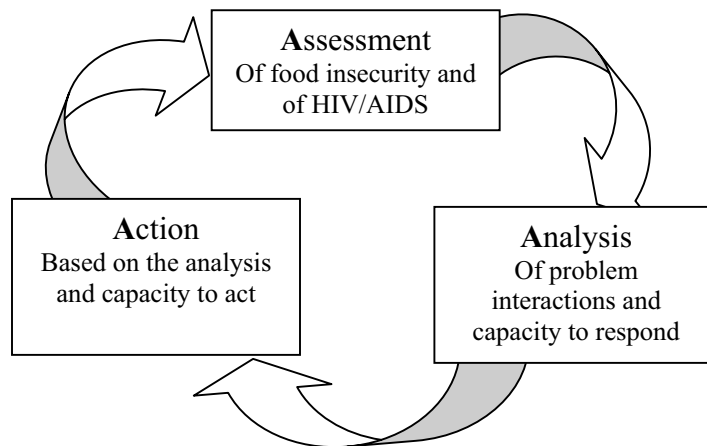 Assessment
Of food insecurity and
of HIV/AIDS
Action
Based on the analysis
and capacity to act
Analysis
Of problem
interactions and
capacity to respond